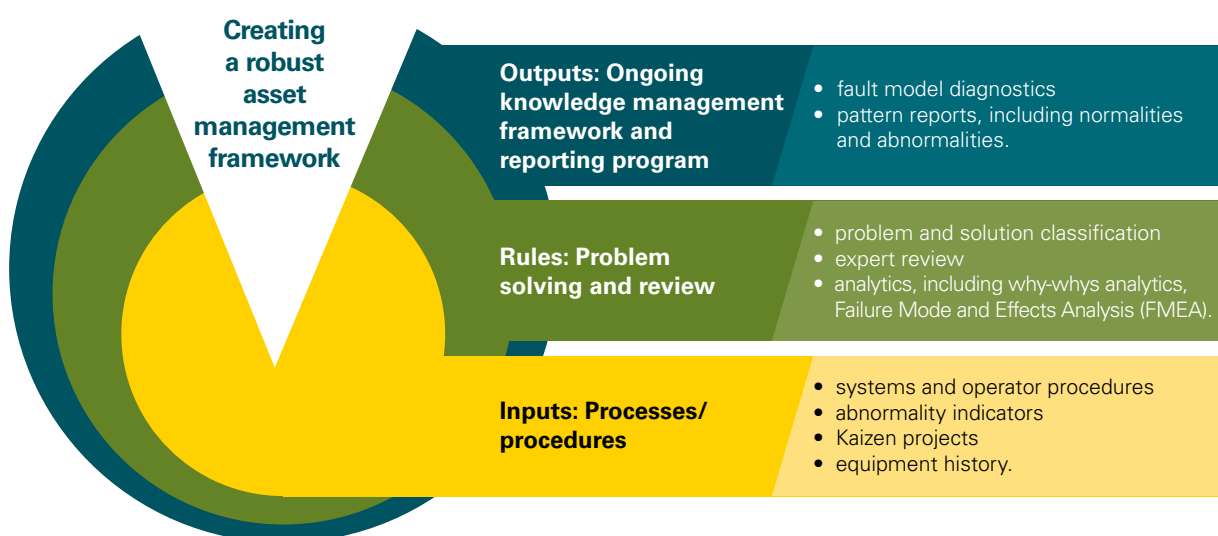 Creating
a robust
asset
management
framework
Outputs: Ongoing
knowledge management
framework and
reporting program
• fault model diagnostics
• pattern reports, including normalities
and abnormalities.
Rules: Problem
solving and review
• problem and solution classification
• expert review
• analytics, including why-whys analytics,
Failure Mode and Effects Analysis (FMEA).
Inputs: Processes/
procedures
• systems and operator procedures
• abnormality indicators
• Kaizen projects
• equipment history.